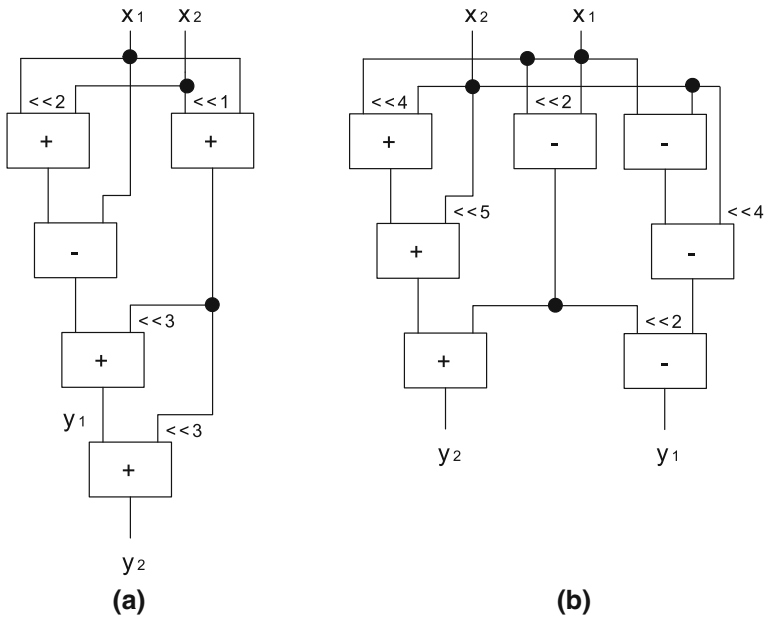 x1 x2 x2 x1
<<2 <<1 <<4 <<2
+ + + - -
<<5 <<4
- + -
<<3 <<2
+ + -
y1
<<3
+
y2 y1
y2
(a) (b)